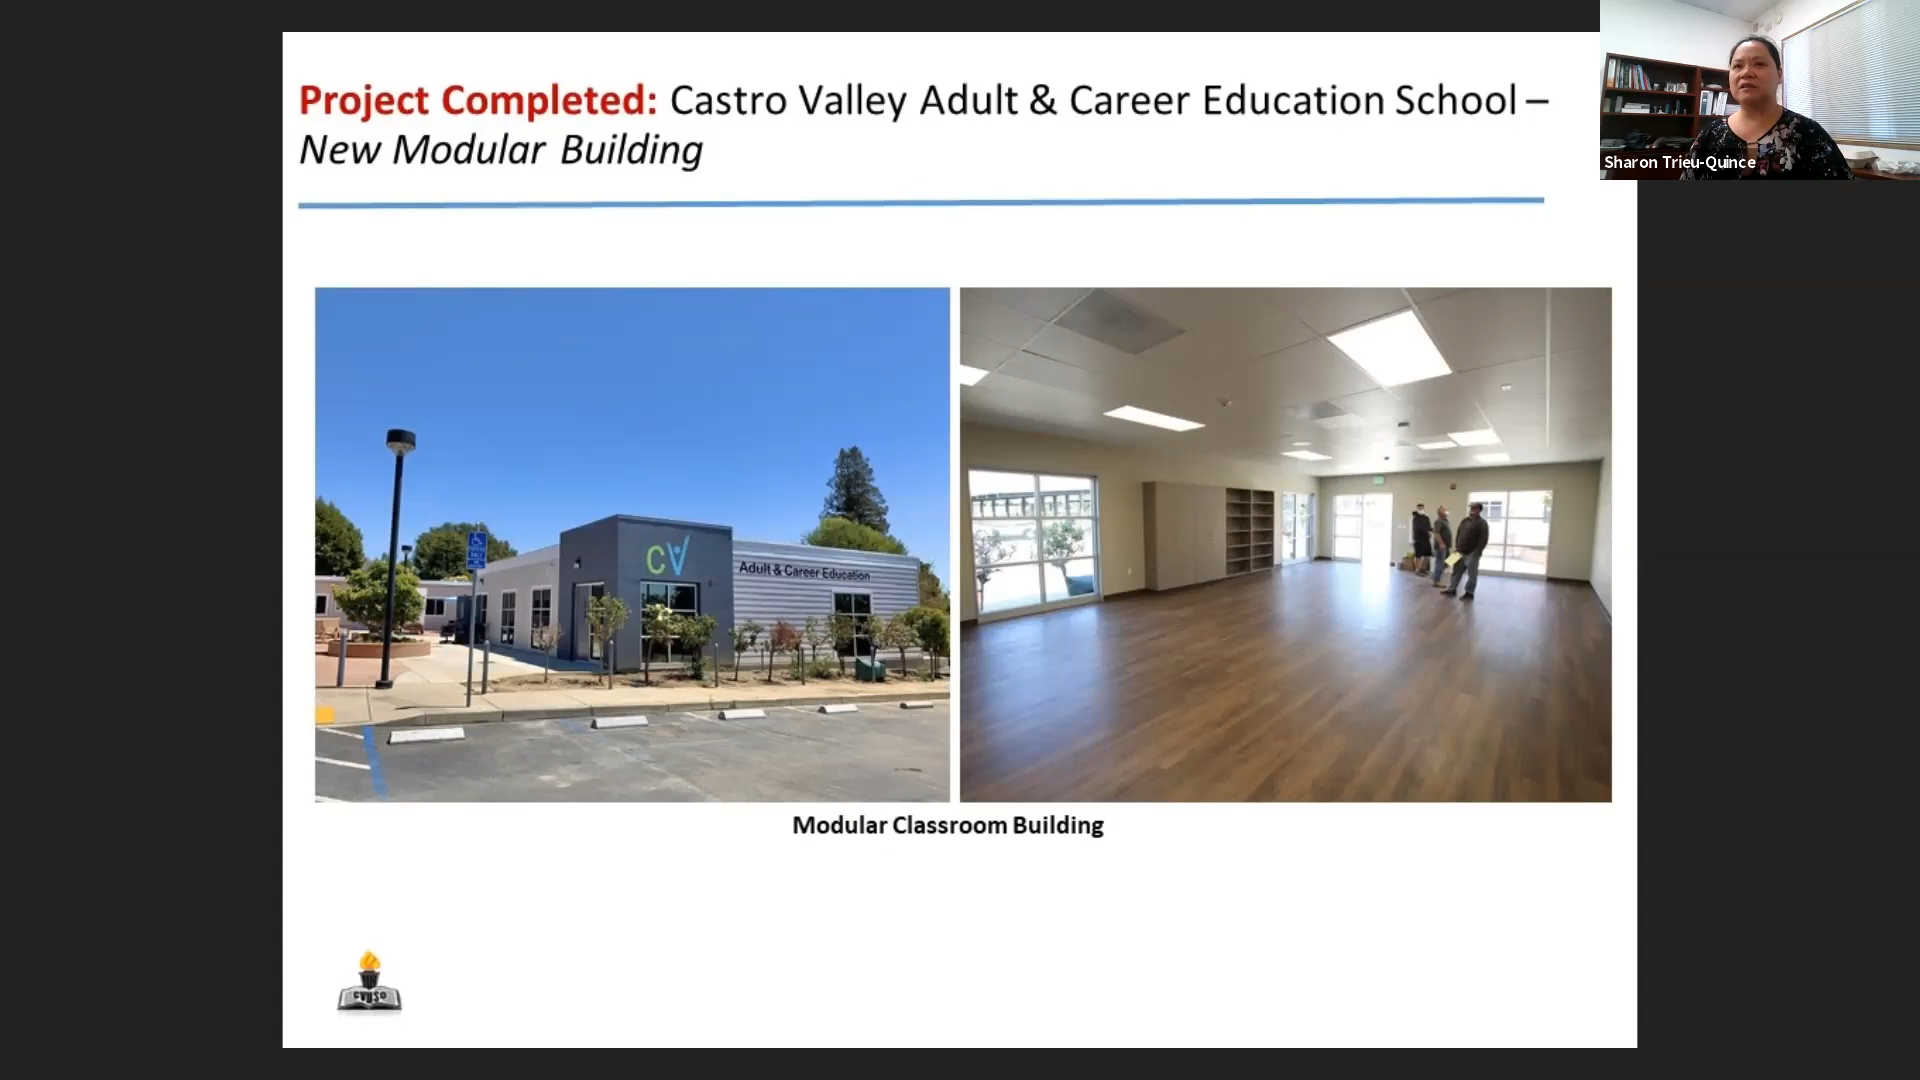 Project Completed: Castro Valley Adult & Career Education School –
New Modular Building
Sharon Trieu-Quince
CV
Adult & Career Education
Modular Classroom Building
CVUSD